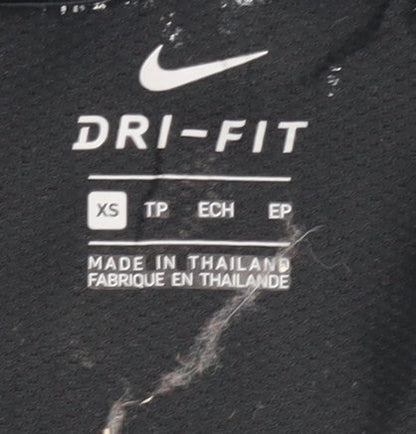 DRI-FIT
XS TP ECH EP
MADE IN THAILAND
FABRIQUE EN THAILANDE